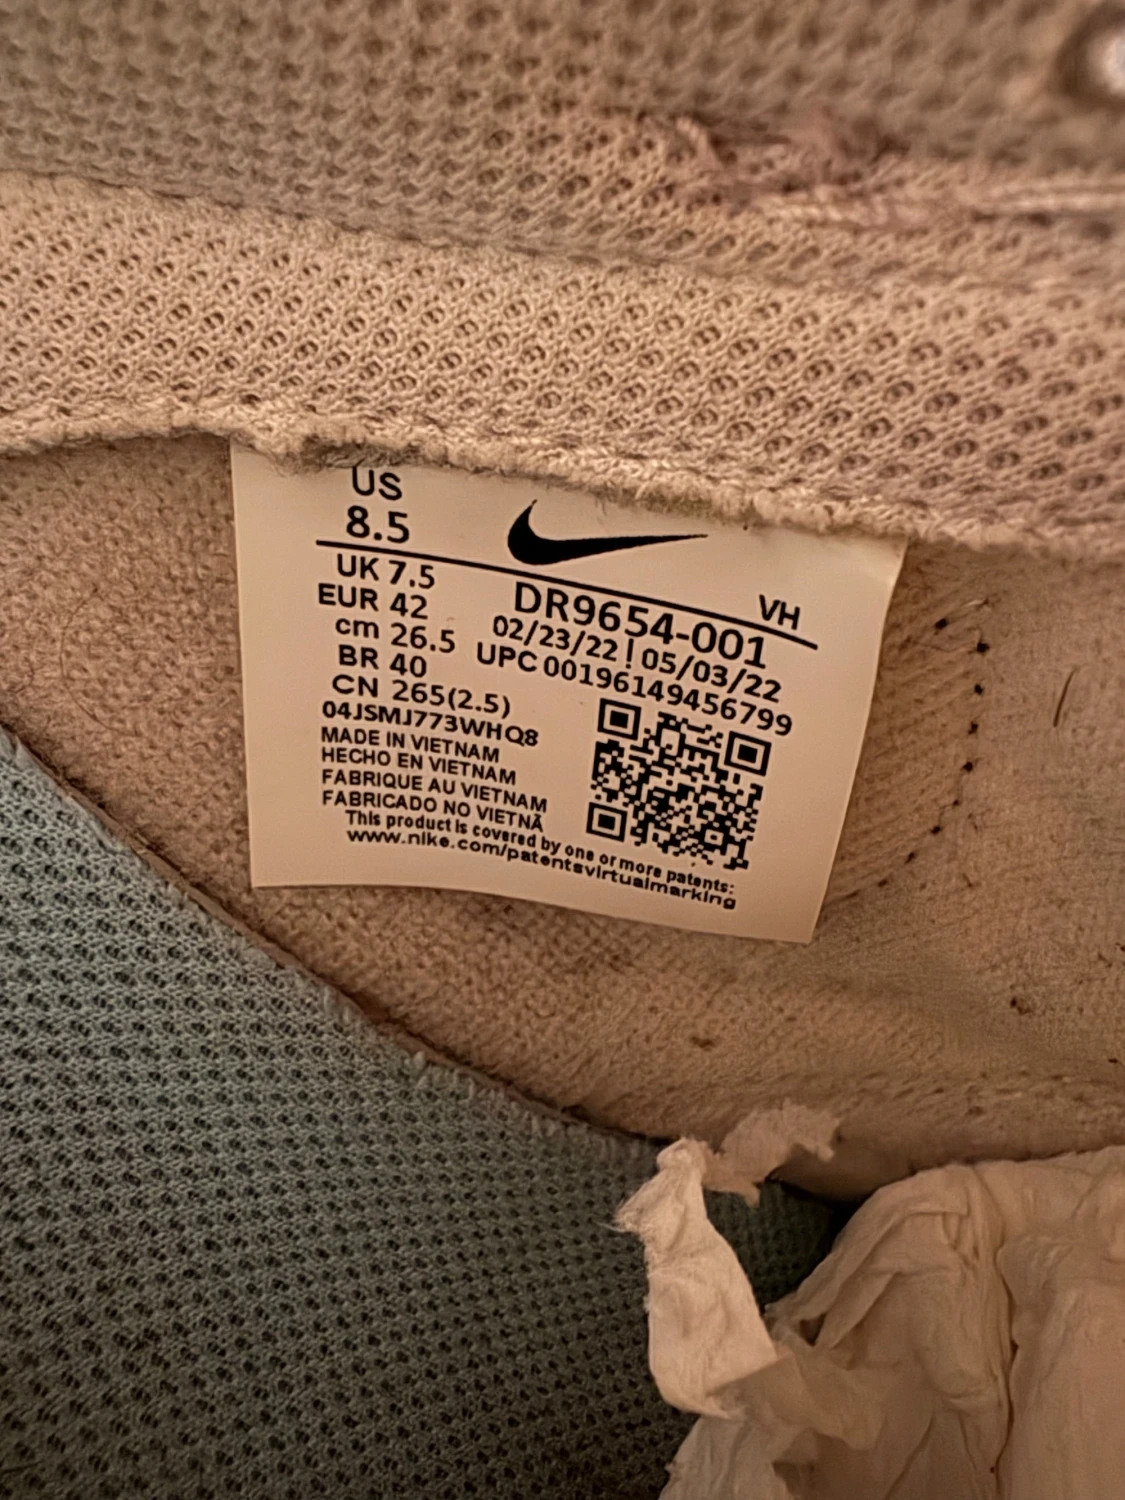 US
8.5
UK 7.5
EUR 42
cm 26.5
BR 40
CN 265(2.5)
04JSMJ773WHQ8
MADE IN VIETNAM
HECHO EN VIETNAM
FABRIQUE AU VIETNAM
FABRICADO NO VIETNÃ
VH
DR9654-001
02/23/22 | 05/03/22
UPC 00196149456799
This product is covered by one or more patents:
www.nike.com/patentsvirtualmarking